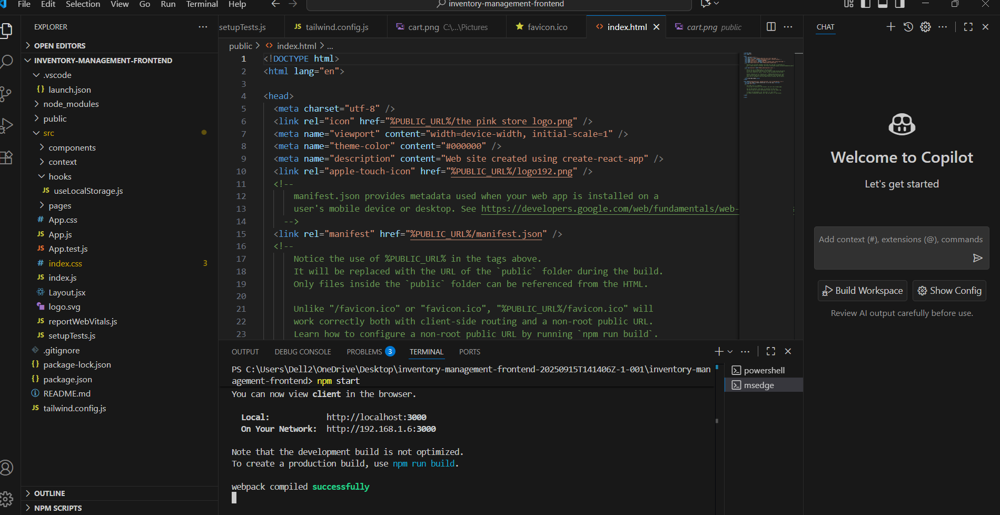 File Edit Selection View Go Run Terminal Help
inventory-management-frontend
EXPLORER
OPEN EDITORS
INVENTORY-MANAGEMENT-FRONTEND
.vscode
{} launch.json
node_modules
public
src
components
context
hooks
JS useLocalStorage.js
pages
# App.css
JS App.js
JS App.test.js
# index.css 3
JS index.js
Layout.jsx
logo.svg
JS reportWebVitals.js
JS setupTests.js
.gitignore
{} package-lock.json
{} package.json
README.md
JS tailwind.config.js
OUTLINE
NPM SCRIPTS
setupTests.js JS tailwind.config.js cart.png C:\...\Pictures favicon.ico <> index.html cart.png public
public > <> index.html > ...
1 <!DOCTYPE html>
2 <html lang="en">
3
4 <head>
5 <meta charset="utf-8" />
6 <link rel="icon" href="%PUBLIC_URL%/the pink store logo.png" />
7 <meta name="viewport" content="width=device-width, initial-scale=1" />
8 <meta name="theme-color" content="#000000" />
9 <meta name="description" content="Web site created using create-react-app" />
10 <link rel="apple-touch-icon" href="%PUBLIC_URL%/logo192.png" />
11 <!--
12 manifest.json provides metadata used when your web app is installed on a
13 user's mobile device or desktop. See https://developers.google.com/web/fundamentals/web-
14 -->
15 <link rel="manifest" href="%PUBLIC_URL%/manifest.json" />
16 <!--
17 Notice the use of %PUBLIC_URL% in the tags above.
18 It will be replaced with the URL of the `public` folder during the build.
19 Only files inside the `public` folder can be referenced from the HTML.
20
21 Unlike "/favicon.ico" or "favicon.ico", "%PUBLIC_URL%/favicon.ico" will
22 work correctly both with client-side routing and a non-root public URL.
23 Learn how to configure a non-root public URL by running `npm run build`.
OUTPUT DEBUG CONSOLE PROBLEMS 3 TERMINAL PORTS
PS C:\Users\Dell2\OneDrive\Desktop\inventory-management-frontend-20250915T141406Z-1-001\inventory-man
agement-frontend> npm start
You can now view client in the browser.
Local: http://localhost:3000
On Your Network: http://192.168.1.6:3000
Note that the development build is not optimized.
To create a production build, use npm run build.
webpack compiled successfully
powershell
msedge
CHAT
Welcome to Copilot
Let's get started
Add context (#), extensions (@), commands
Build Workspace Show Config
Review AI output carefully before use.